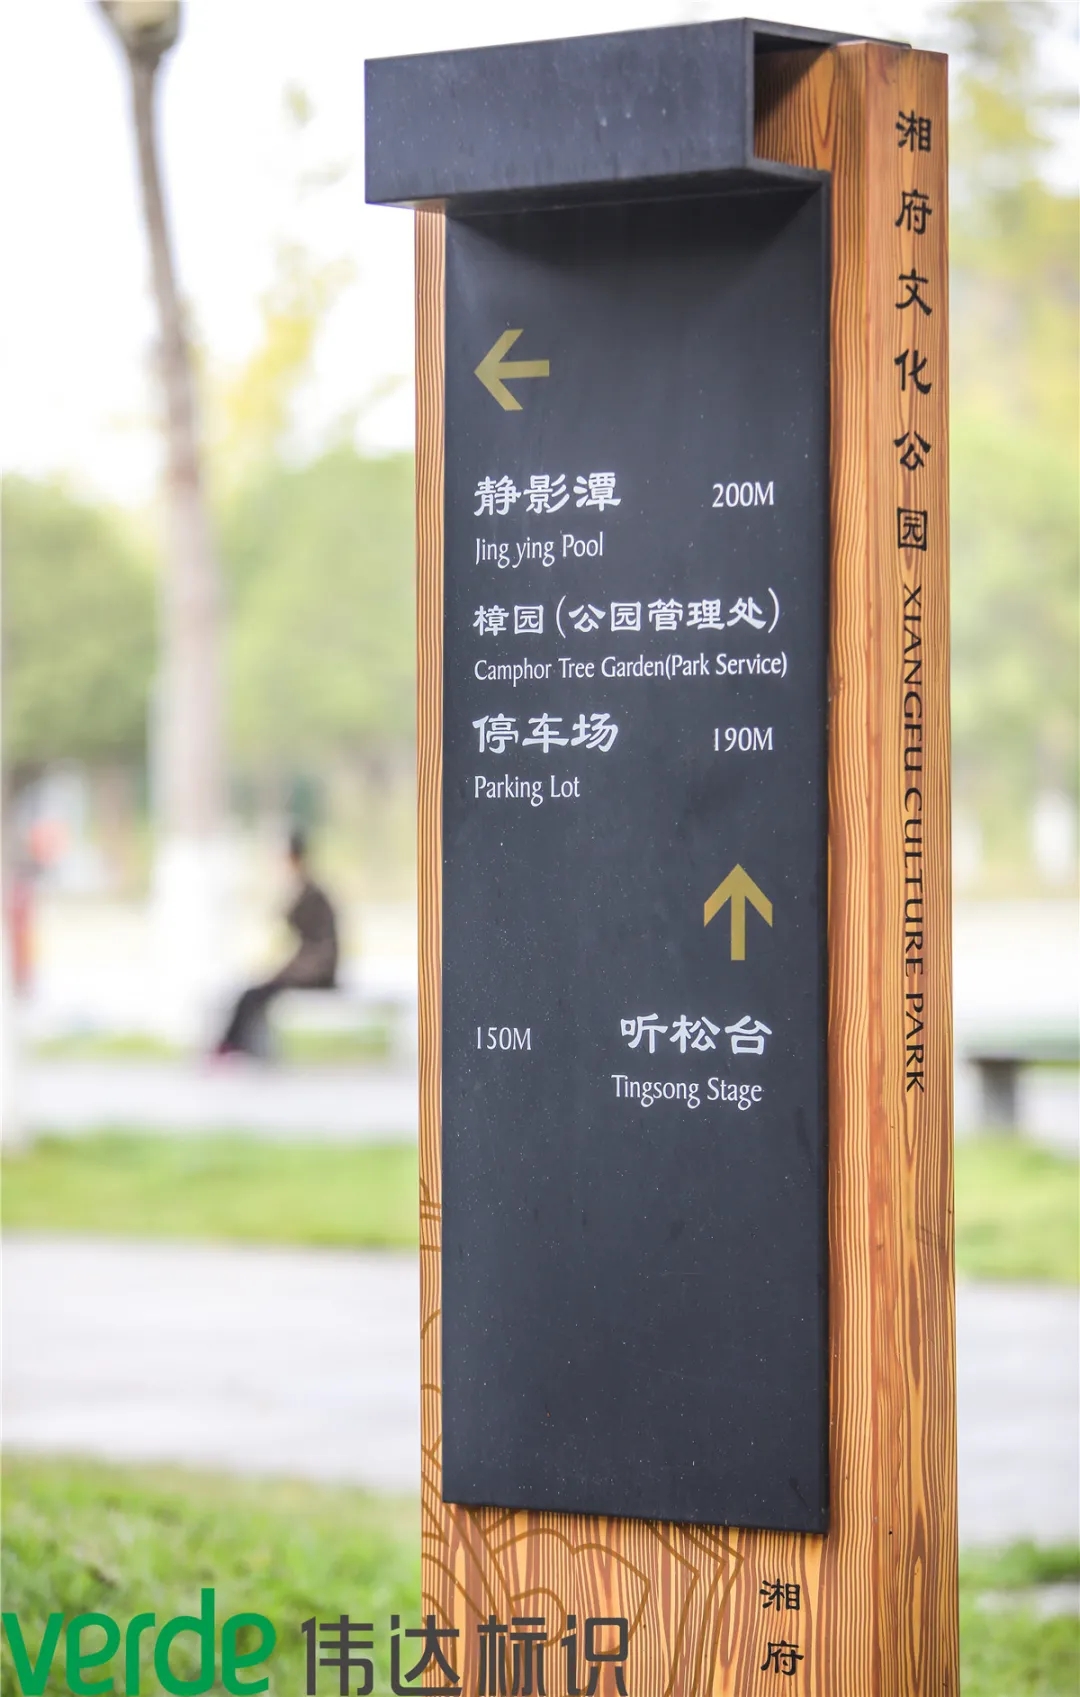 静影潭 200M
Jing ying Pool
樟园(公园管理处)
Camphor Tree Garden(Park Service)
停车场 190M
Parking Lot
150M 听松台
Tingsong Stage
湘府文化公园 XIANGFU CULTURE PARK
湘府
verde 伟达标识